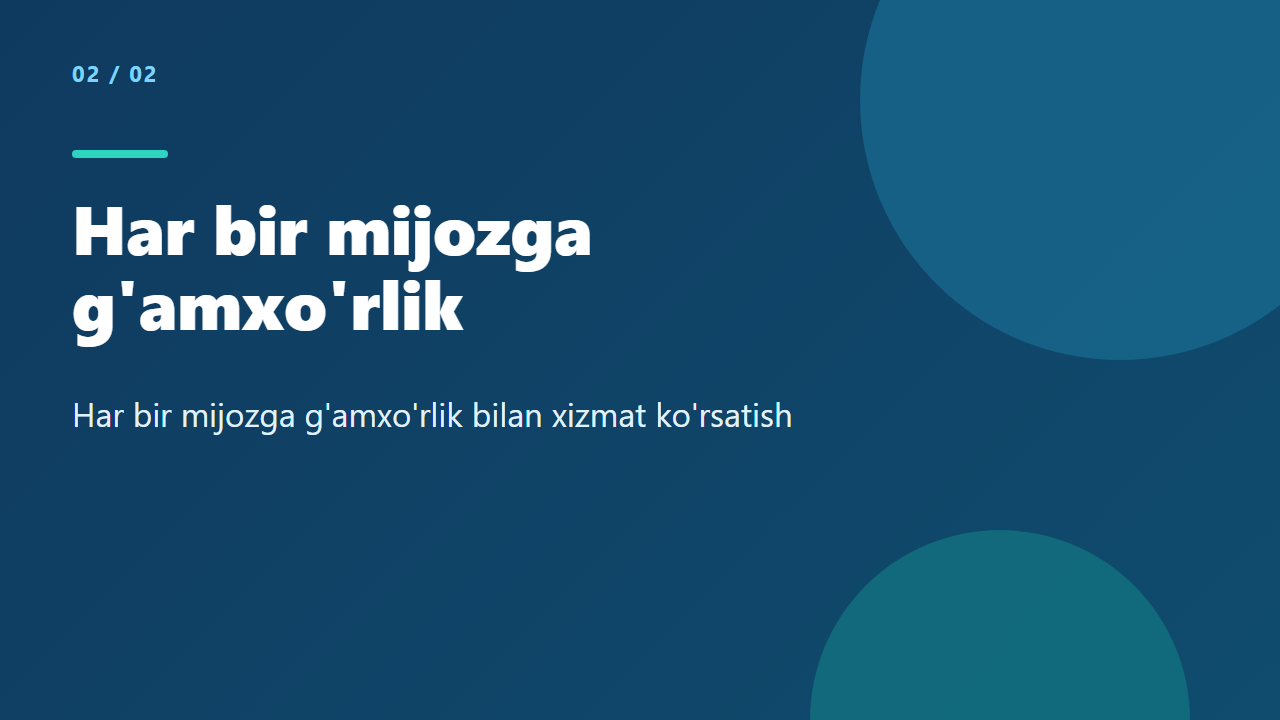 02 / 02
Har bir mijozga
g'amxo'rlik
Har bir mijozga g'amxo'rlik bilan xizmat ko'rsatish